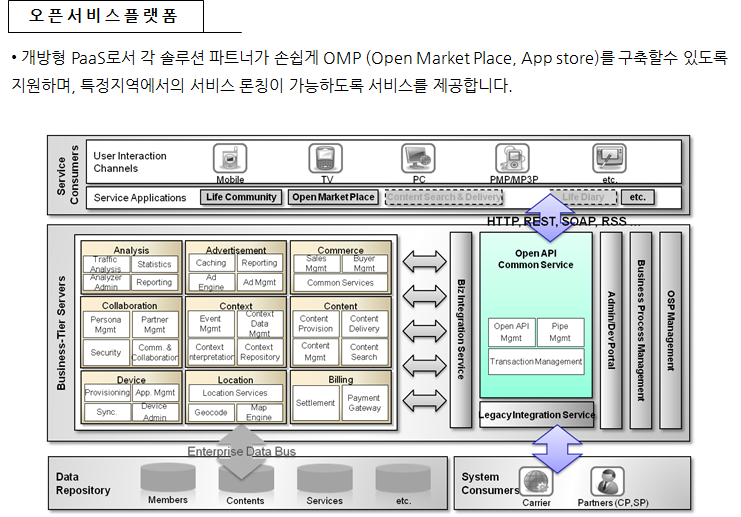 오픈서비스플랫폼
• 개방형 PaaS로서 각 솔루션 파트너가 손쉽게 OMP (Open Market Place, App store)를 구축할수 있도록
지원하며, 특정지역에서의 서비스 론칭이 가능하도록 서비스를 제공합니다.
Service Consumers
User Interaction Channels
Mobile
TV
PC
PMP/MP3P
etc.
Service Applications
Life Community
Open Market Place
Content Search & Delivery
Life Diary
etc.
HTTP, REST, SOAP, RSS ...
Business-Tier Servers
Analysis
Traffic Analysis
Statistics
Analyzer Admin
Reporting
Advertisement
Caching
Reporting
Ad Engine
Ad Mgmt
Commerce
Sales Mgmt
Buyer Mgmt
Common Services
Collaboration
Persona Mgmt
Partner Mgmt
Security
Comm. & Collaboration
Context
Event Mgmt
Context Data Mgmt
Context nterpretation
Context Repository
Content
Content Provision
Content Delivery
Content Mgmt
Content Search
Device
Provisioning
App. Mgmt
Sync.
Device Admin
Location
Location Services
Geocode
Map Engine
Billing
Settlement
Payment Gateway
Biz Integration Service
Open API Common Service
Open API Mgmt
Pipe Mgmt
Transaction Management
Legacy Integration Service
Admin/Dev Portal
Business Process Management
OSP Management
Enterprise Data Bus
Data Repository
Members
Contents
Services
etc.
System Consumers
Carrier
Partners (CP,SP)